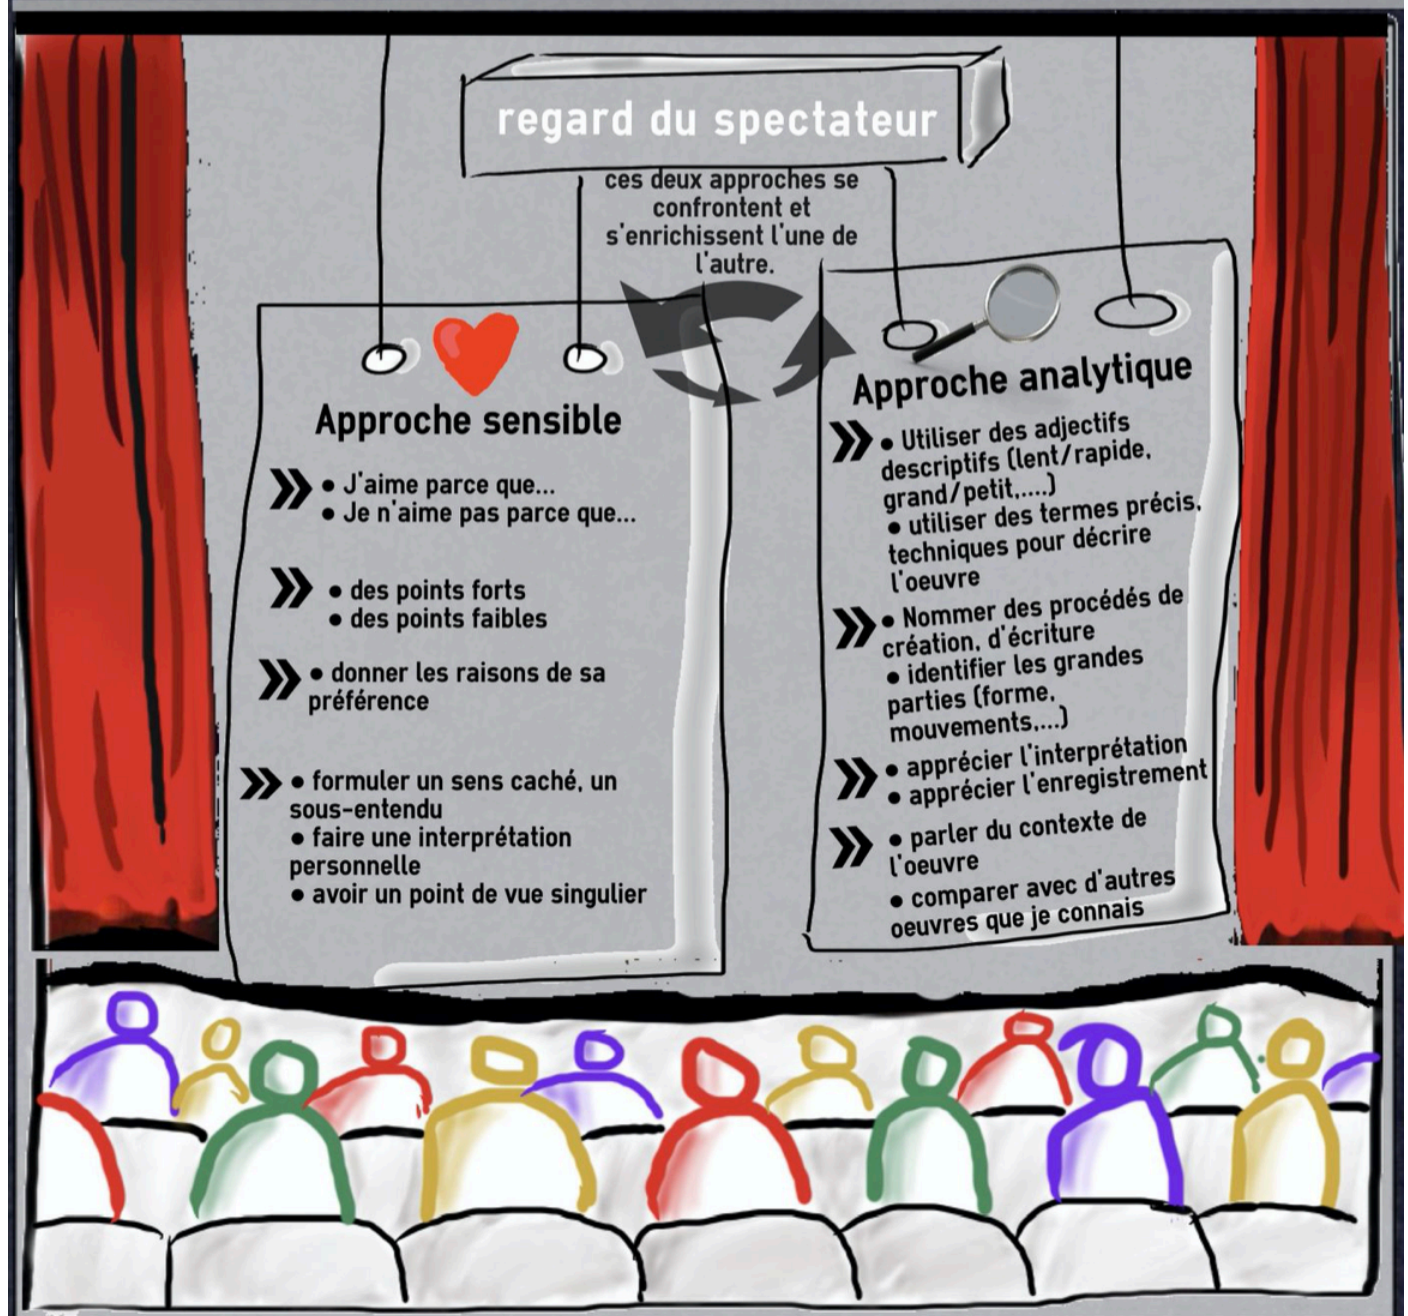 regard du spectateur
ces deux approches se
confrontent et
s'enrichissent l'une de
l'autre.
Approche sensible
» • J'aime parce que...
• Je n'aime pas parce que...
» • des points forts
• des points faibles
» • donner les raisons de sa
préférence
» • formuler un sens caché, un
sous-entendu
• faire une interprétation
personnelle
• avoir un point de vue singulier
Approche analytique
» • Utiliser des adjectifs
descriptifs (lent/rapide,
grand/petit,....)
• utiliser des termes précis,
techniques pour décrire
l'oeuvre
» • Nommer des procédés de
création, d'écriture
• identifier les grandes
parties (forme,
mouvements,...)
» • apprécier l'interprétation
• apprécier l'enregistrement
» • parler du contexte de
l'oeuvre
• comparer avec d'autres
oeuvres que je connais